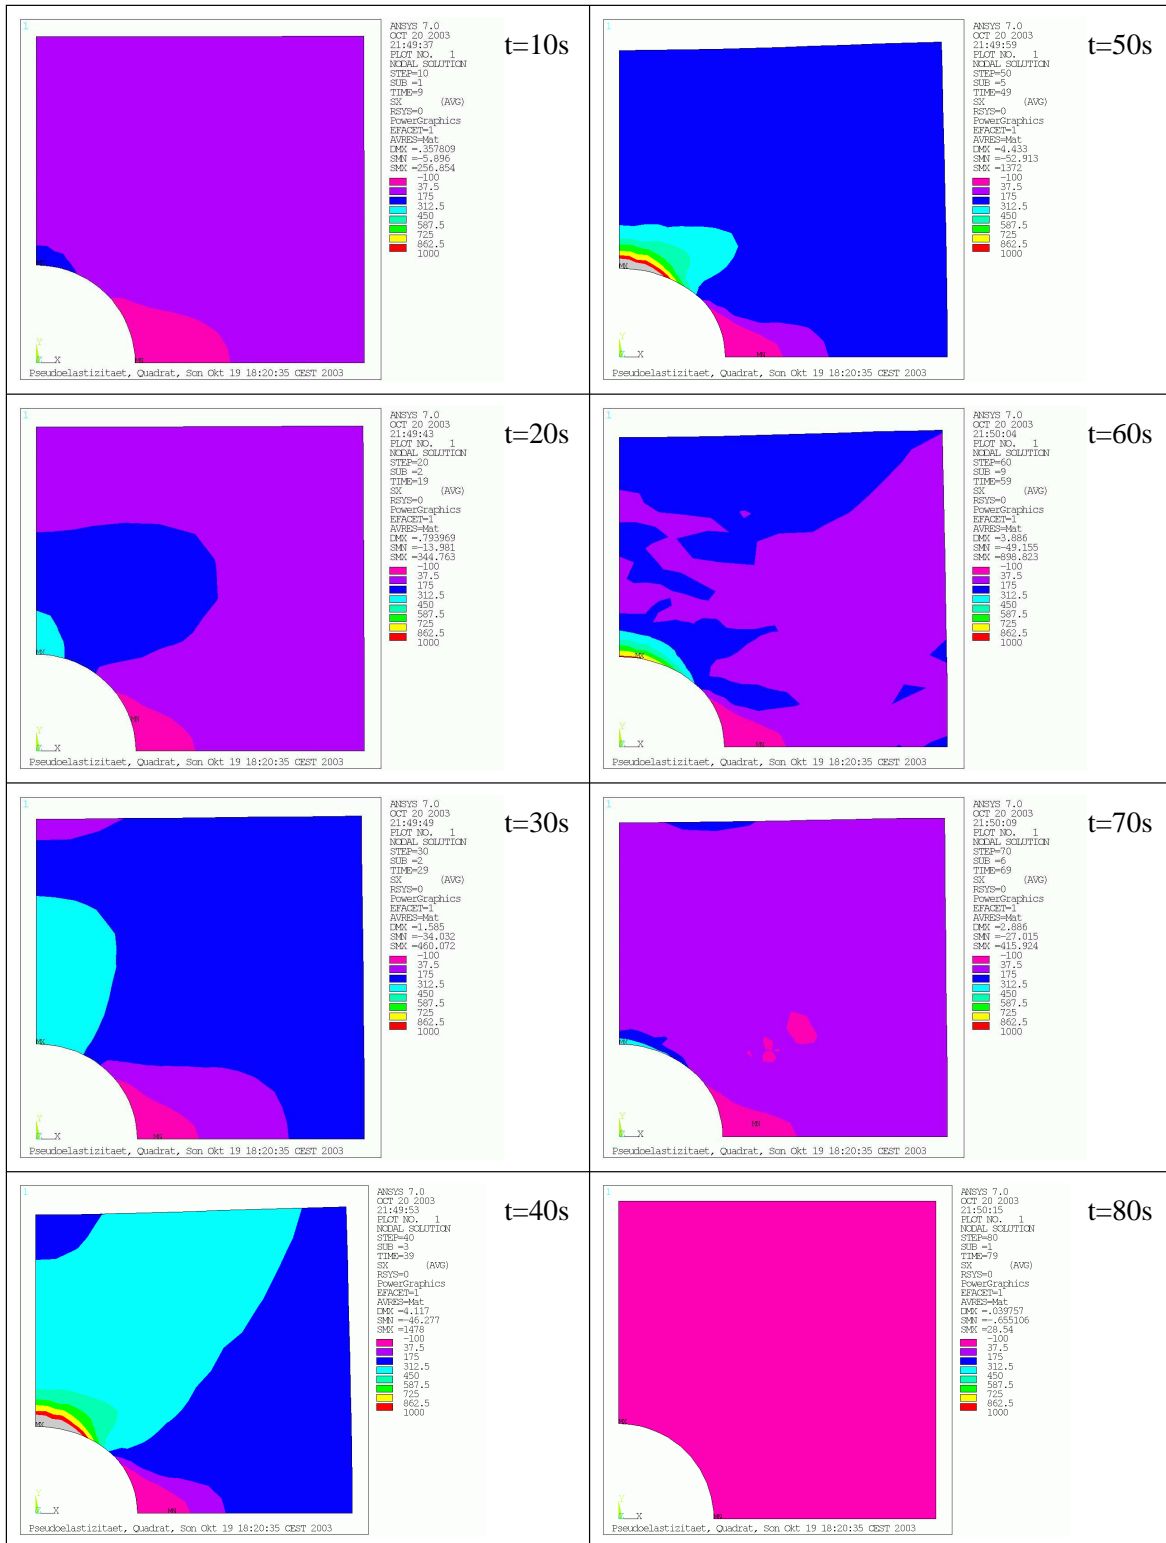 1
ANSYS 7.0
OCT 20 2003
21:49:37
PLOT NO. 1
NODAL SOLUTION
STEP=10
SUB =1
TIME=9
SX (AVG)
RSYS=0
PowerGraphics
EFACET=1
AVRES=Mat
DMX =.357809
SMN =-5.896
SMX =256.854
-100
37.5
175
312.5
450
587.5
725
862.5
1000
t=10s
MX
MN
Y
Z X
Pseudoelastizitaet, Quadrat, Son Okt 19 18:20:35 CEST 2003
1
ANSYS 7.0
OCT 20 2003
21:49:59
PLOT NO. 1
NODAL SOLUTION
STEP=50
SUB =5
TIME=49
SX (AVG)
RSYS=0
PowerGraphics
EFACET=1
AVRES=Mat
DMX =4.433
SMN =-52.913
SMX =1372
-100
37.5
175
312.5
450
587.5
725
862.5
1000
t=50s
MX
MN
Y
Z X
Pseudoelastizitaet, Quadrat, Son Okt 19 18:20:35 CEST 2003
1
ANSYS 7.0
OCT 20 2003
21:49:43
PLOT NO. 1
NODAL SOLUTION
STEP=20
SUB =2
TIME=19
SX (AVG)
RSYS=0
PowerGraphics
EFACET=1
AVRES=Mat
DMX =.793969
SMN =-13.981
SMX =344.763
-100
37.5
175
312.5
450
587.5
725
862.5
1000
t=20s
MX
MN
Y
Z X
Pseudoelastizitaet, Quadrat, Son Okt 19 18:20:35 CEST 2003
1
ANSYS 7.0
OCT 20 2003
21:50:04
PLOT NO. 1
NODAL SOLUTION
STEP=60
SUB =9
TIME=59
SX (AVG)
RSYS=0
PowerGraphics
EFACET=1
AVRES=Mat
DMX =3.886
SMN =-49.155
SMX =898.823
-100
37.5
175
312.5
450
587.5
725
862.5
1000
t=60s
MX
MN
Y
Z X
Pseudoelastizitaet, Quadrat, Son Okt 19 18:20:35 CEST 2003
1
ANSYS 7.0
OCT 20 2003
21:49:49
PLOT NO. 1
NODAL SOLUTION
STEP=30
SUB =2
TIME=29
SX (AVG)
RSYS=0
PowerGraphics
EFACET=1
AVRES=Mat
DMX =1.585
SMN =-34.032
SMX =460.072
-100
37.5
175
312.5
450
587.5
725
862.5
1000
t=30s
MX
MN
Y
Z X
Pseudoelastizitaet, Quadrat, Son Okt 19 18:20:35 CEST 2003
1
ANSYS 7.0
OCT 20 2003
21:50:09
PLOT NO. 1
NODAL SOLUTION
STEP=70
SUB =6
TIME=69
SX (AVG)
RSYS=0
PowerGraphics
EFACET=1
AVRES=Mat
DMX =2.886
SMN =-27.015
SMX =415.924
-100
37.5
175
312.5
450
587.5
725
862.5
1000
t=70s
MX
MN
Y
Z X
Pseudoelastizitaet, Quadrat, Son Okt 19 18:20:35 CEST 2003
1
ANSYS 7.0
OCT 20 2003
21:49:53
PLOT NO. 1
NODAL SOLUTION
STEP=40
SUB =3
TIME=39
SX (AVG)
RSYS=0
PowerGraphics
EFACET=1
AVRES=Mat
DMX =4.117
SMN =-46.277
SMX =1478
-100
37.5
175
312.5
450
587.5
725
862.5
1000
t=40s
MX
MN
Y
Z X
Pseudoelastizitaet, Quadrat, Son Okt 19 18:20:35 CEST 2003
1
ANSYS 7.0
OCT 20 2003
21:50:15
PLOT NO. 1
NODAL SOLUTION
STEP=80
SUB =1
TIME=79
SX (AVG)
RSYS=0
PowerGraphics
EFACET=1
AVRES=Mat
DMX =.039757
SMN =-.655106
SMX =28.54
-100
37.5
175
312.5
450
587.5
725
862.5
1000
t=80s
MX
MN
Y
Z X
Pseudoelastizitaet, Quadrat, Son Okt 19 18:20:35 CEST 2003